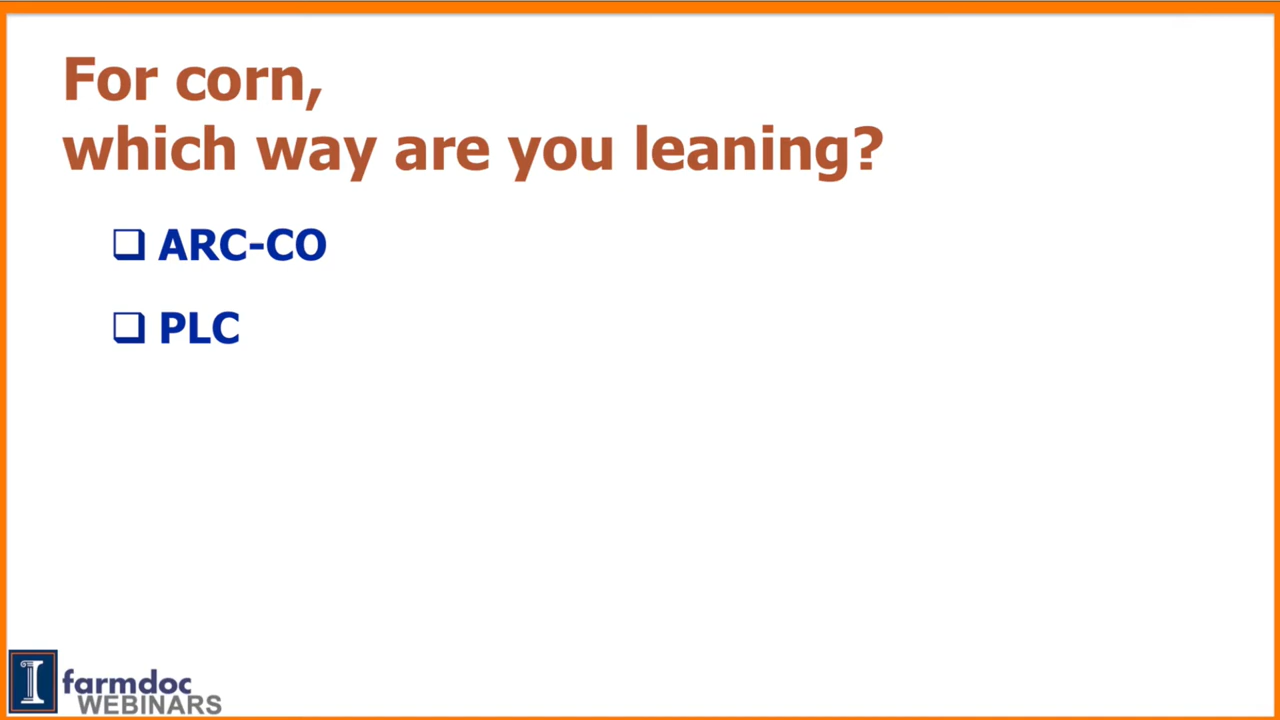 For corn,
which way are you leaning?
ARC-CO
PLC
I
farmdoc
WEBINARS